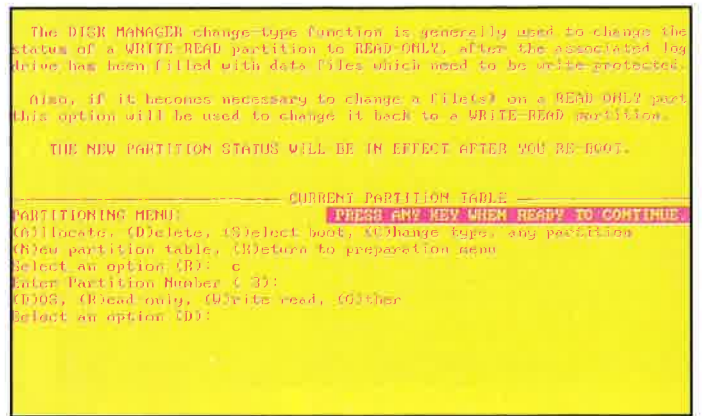 The DISK MANAGER change-type function is generally used to change the
status of a WRITE-READ partition to READ-ONLY, after the associated log
drive has been filled with data files which need to be write-protected.
Also, if it becomes necessary to change a file(s) on a READ-ONLY part
this option will be used to change it back to a WRITE-READ partition.
THE NEW PARTITION STATUS WILL BE IN EFFECT AFTER YOU RE-BOOT.
CURRENT PARTITION TABLE
PARTITIONING MENU: PRESS ANY KEY WHEN READY TO CONTINUE.
(A)llocate, (D)elete, (S)elect boot, (C)hange type, any partition
(N)ew partition table, (R)eturn to preparation menu
Select an option (R): c
Enter Partition Number ( 3):
(D)OS, (R)ead only, (W)rite read, (O)ther
Select an option (D):